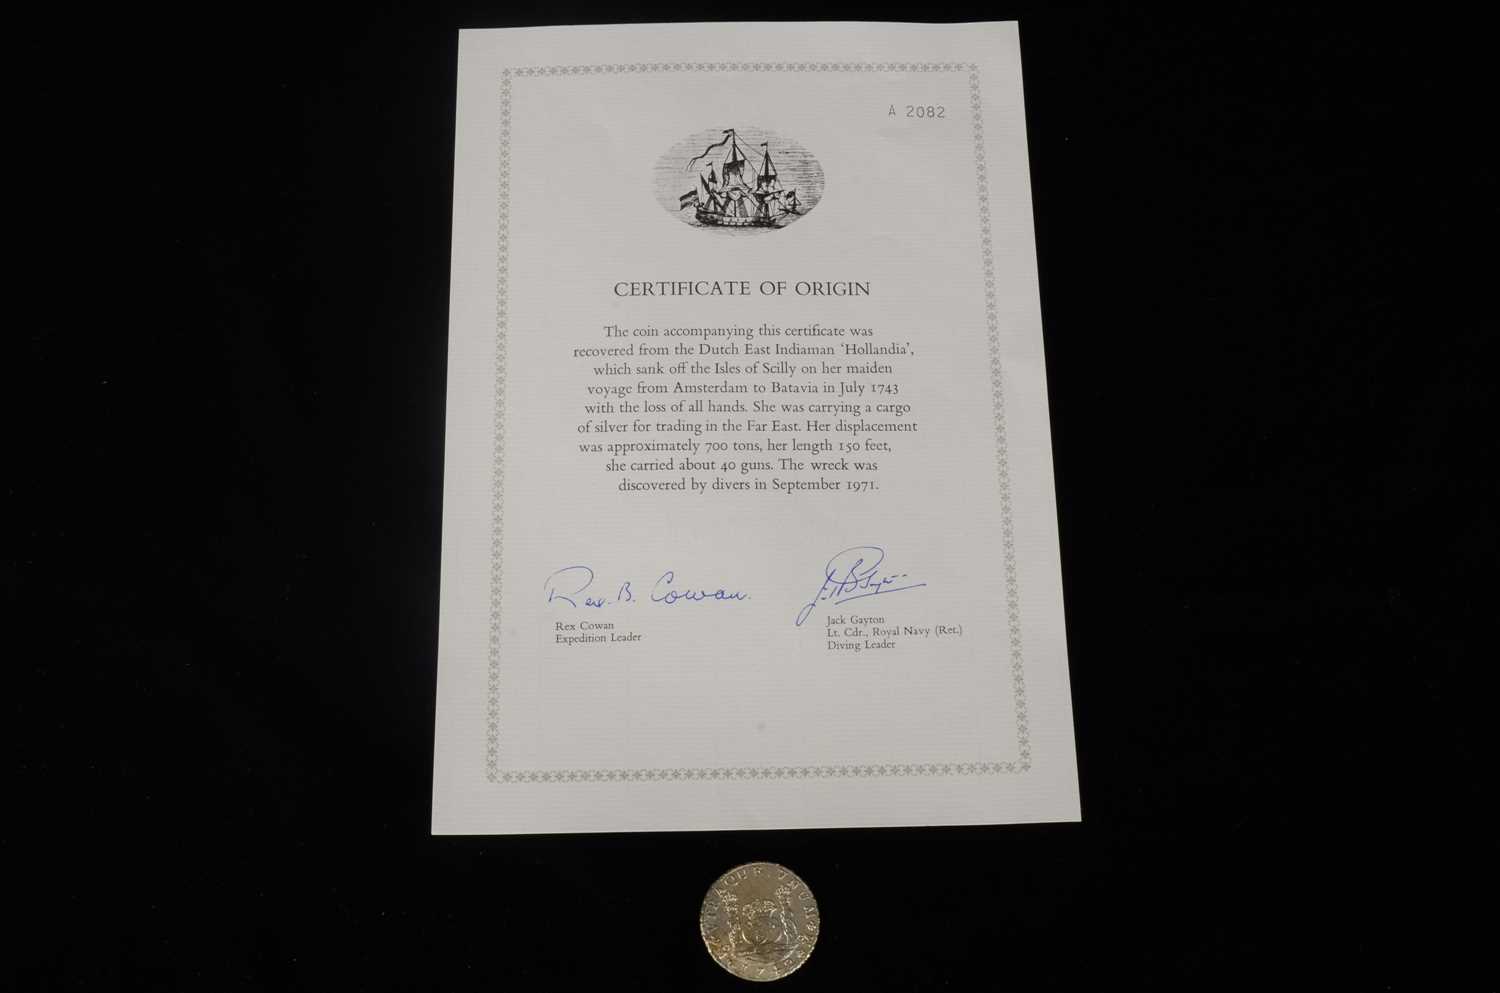 A 2082
CERTIFICATE OF ORIGIN
The coin accompanying this certificate was
recovered from the Dutch East Indiaman ‘Hollandia’,
which sank off the Isles of Scilly on her maiden
voyage from Amsterdam to Batavia in July 1743
with the loss of all hands. She was carrying a cargo
of silver for trading in the Far East. Her displacement
was approximately 700 tons, her length 150 feet,
she carried about 40 guns. The wreck was
discovered by divers in September 1971.
Rex. B. Cowan.
Rex Cowan
Expedition Leader
Jack Gayton
Lt. Cdr., Royal Navy (Ret.)
Diving Leader